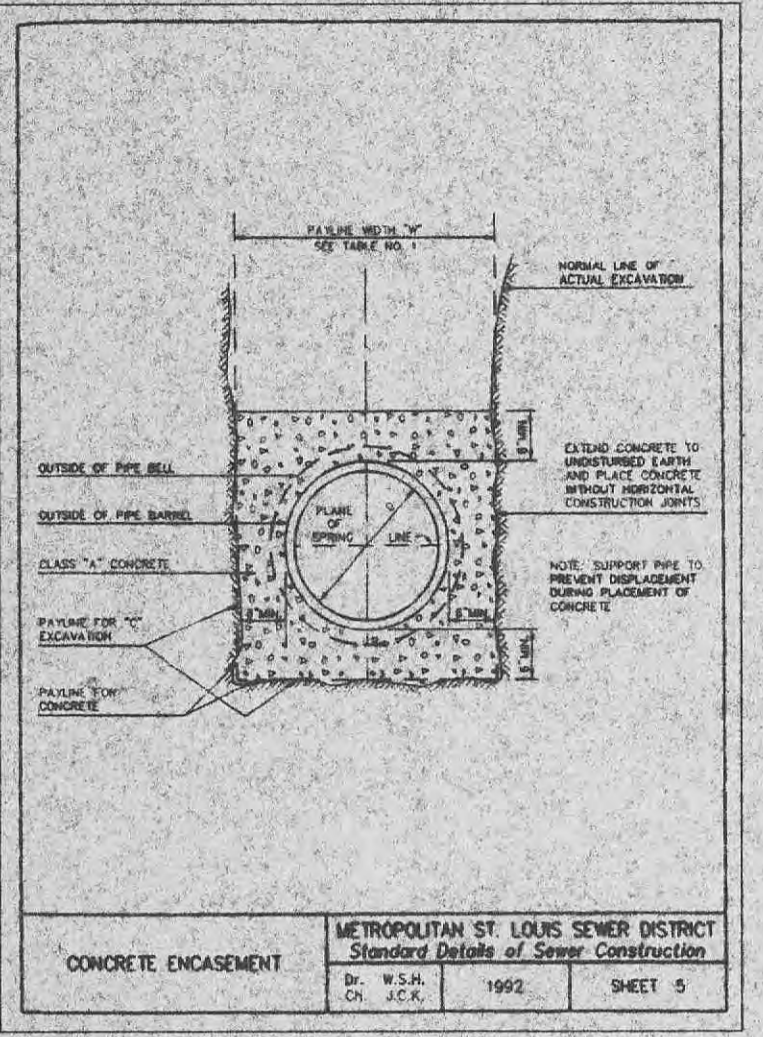 PAYLINE WIDTH "W"
SEE TABLE NO. 1
NORMAL LINE OF
ACTUAL EXCAVATION
OUTSIDE OF PIPE BELL
OUTSIDE OF PIPE BARREL
CLASS "A" CONCRETE
PAYLINE FOR "C"
EXCAVATION
PAYLINE FOR
CONCRETE
PLANE
OF
SPRING LINE
D
6" MIN.
6" MIN.
MIN.
MIN.
EXTEND CONCRETE TO
UNDISTURBED EARTH
AND PLACE CONCRETE
WITHOUT HORIZONTAL
CONSTRUCTION JOINTS
NOTE: SUPPORT PIPE TO
PREVENT DISPLACEMENT
DURING PLACEMENT OF
CONCRETE
CONCRETE ENCASEMENT
METROPOLITAN ST. LOUIS SEWER DISTRICT
Standard Details of Sewer Construction
Dr. W.S.H.
CH. J.C.K.
1992
SHEET 5